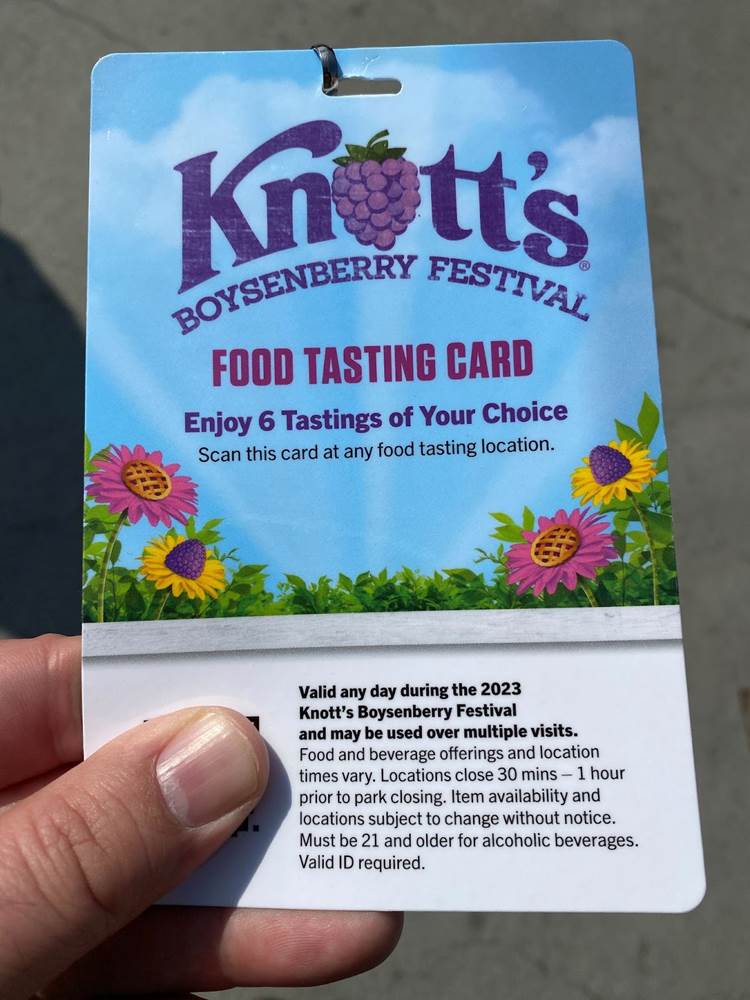 Knott's®
BOYSENBERRY FESTIVAL
FOOD TASTING CARD
Enjoy 6 Tastings of Your Choice
Scan this card at any food tasting location.
Valid any day during the 2023
Knott's Boysenberry Festival
and may be used over multiple visits.
Food and beverage offerings and location
times vary. Locations close 30 mins – 1 hour
prior to park closing. Item availability and
locations subject to change without notice.
Must be 21 and older for alcoholic beverages.
Valid ID required.